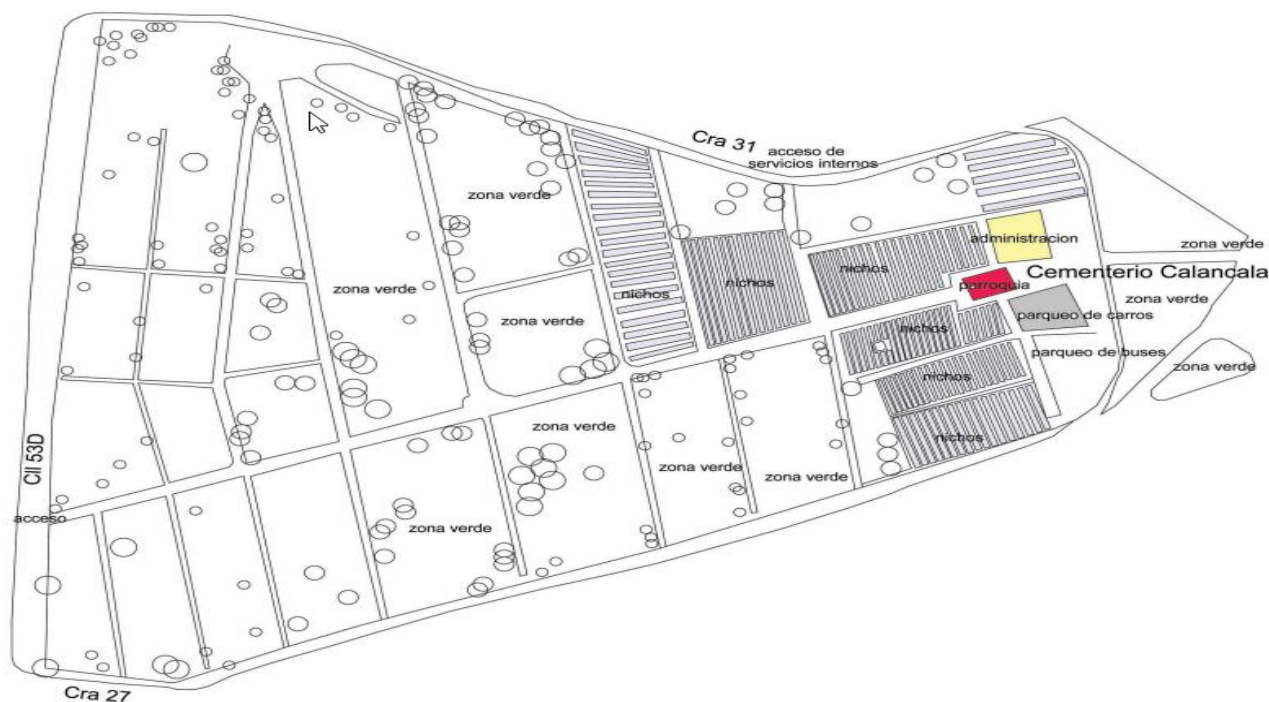 Cra 31
acceso de
servicios internos
zona verde
administracion
zona verde
Cementerio Calancala
nichos
nichos
nichos
parroquia
zona verde
zona verde
zona verde
parqueo de carros
nichos
parqueo de buses
zona verde
nichos
zona verde
nichos
Cll 53D
zona verde
zona verde
acceso
zona verde
Cra 27